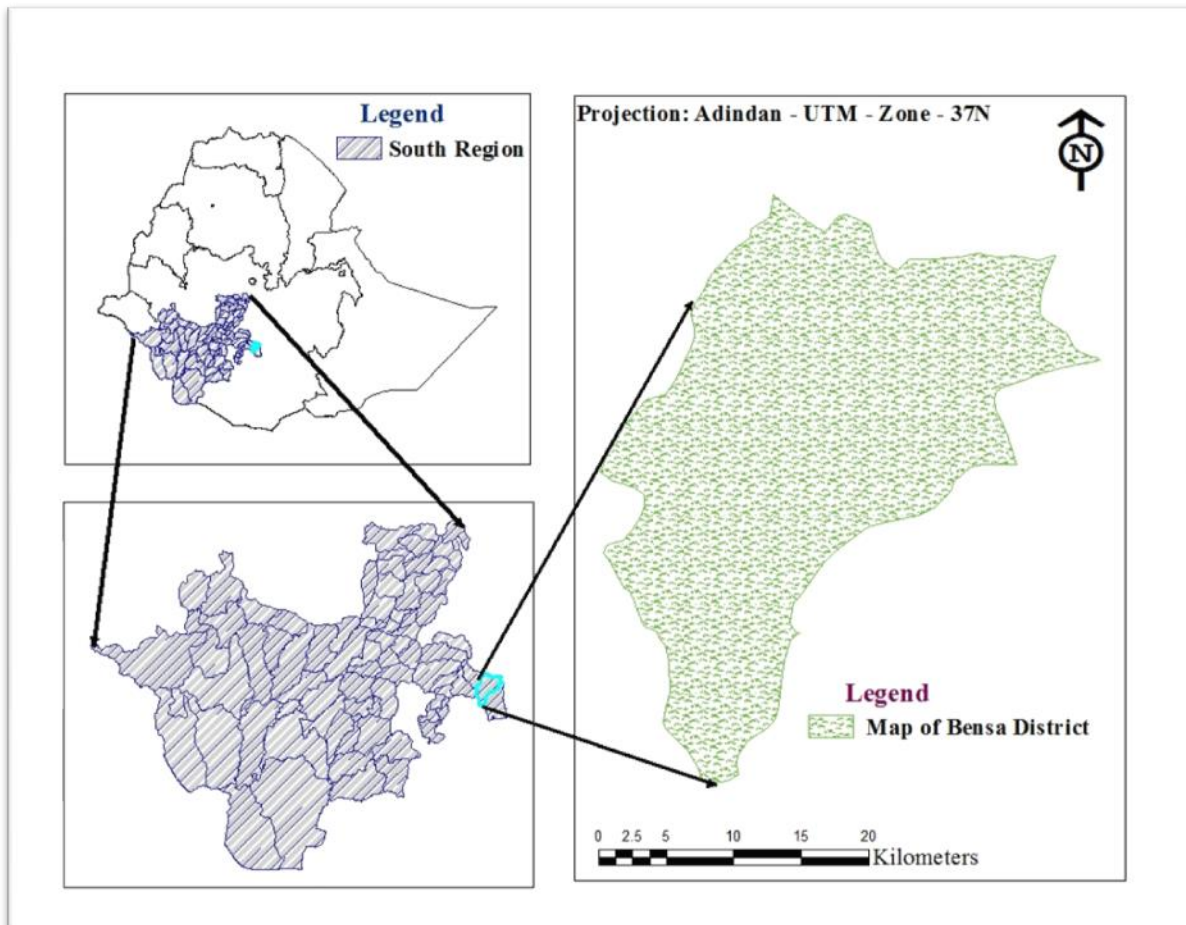 Legend
South Region
Projection: Adindan - UTM - Zone - 37N
N
Legend
Map of Bensa District
0 2.5 5 10 15 20
Kilometers